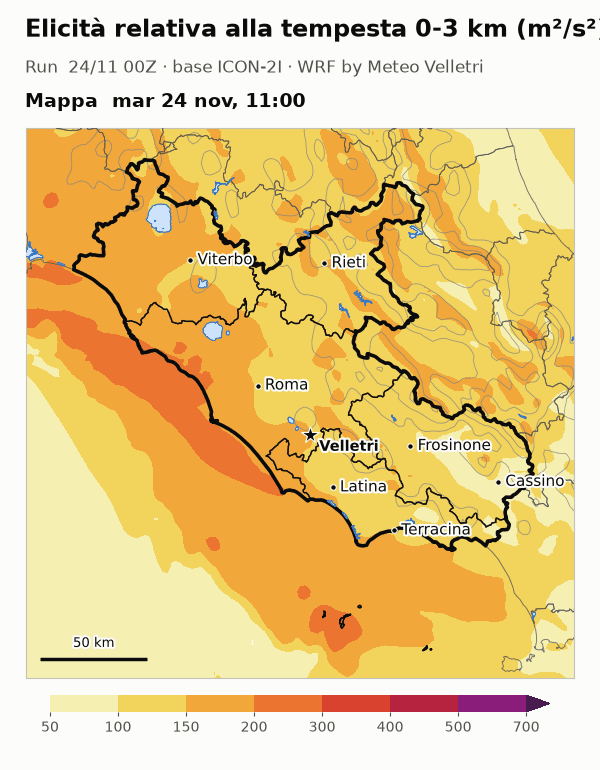 Elicità relativa alla tempesta 0-3 km (m²/s²)
Run 24/11 00Z · base ICON-2I · WRF by Meteo Velletri
Mappa mar 24 nov, 11:00
Viterbo
Rieti
Roma
Velletri
Frosinone
Cassino
Latina
Terracina
50 km
50 100 150 200 300 400 500 700